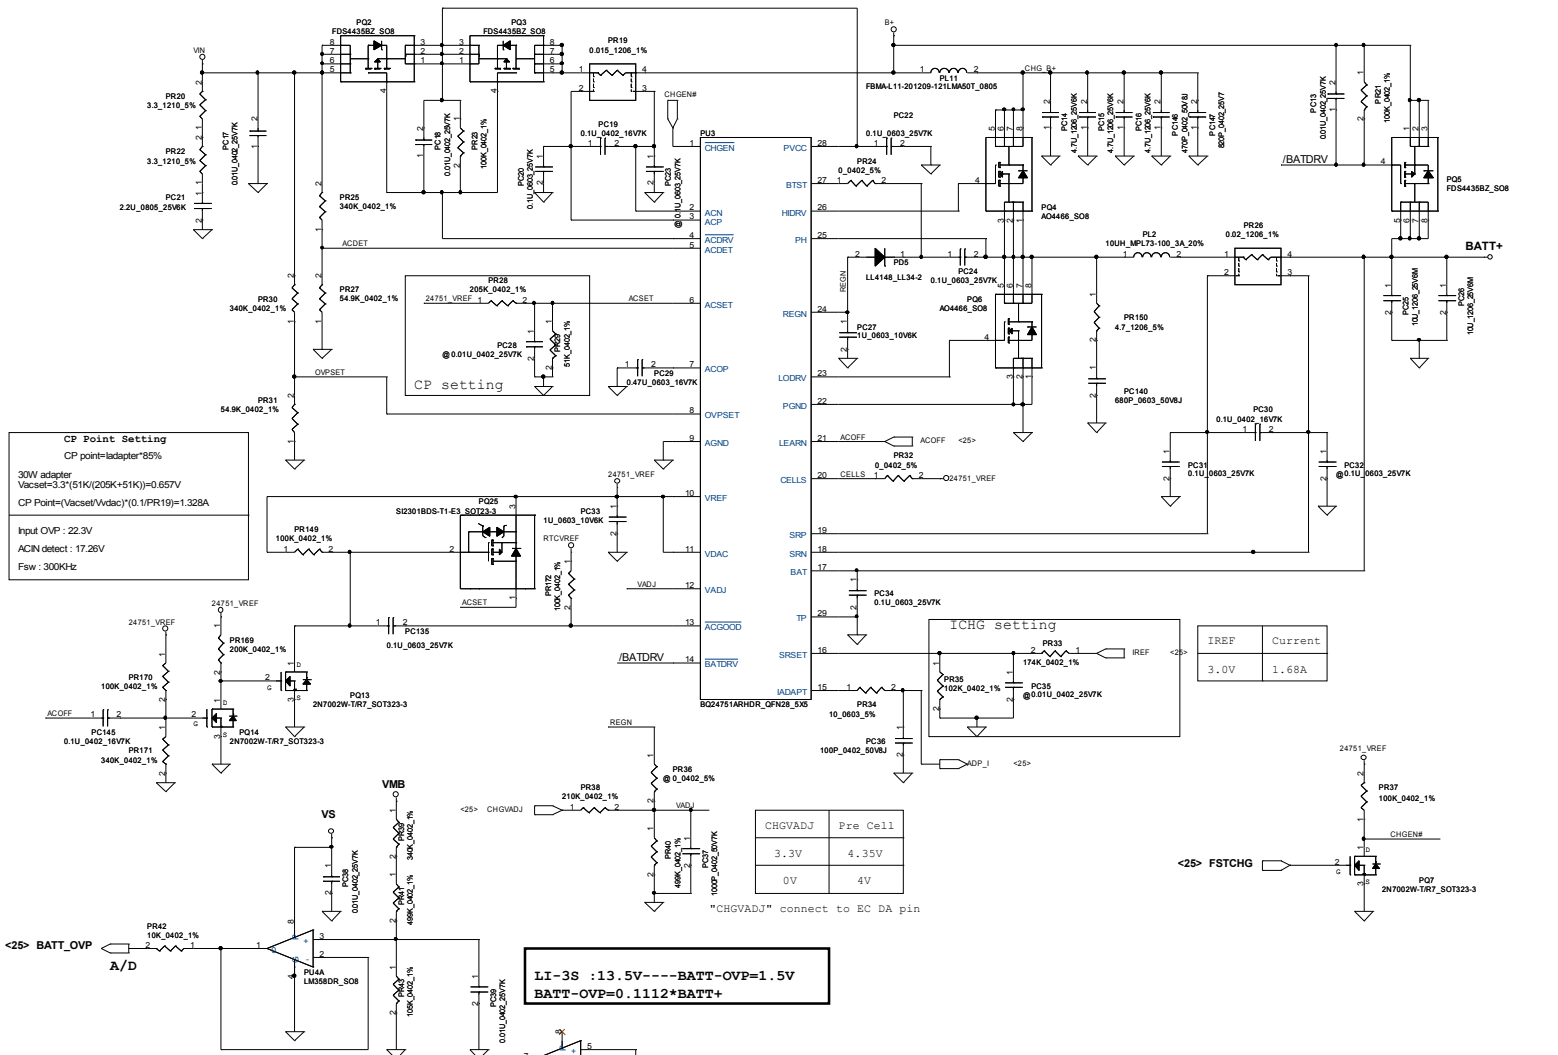 PQ2
FDS4435BZ_SO8
PQ3
FDS4435BZ_SO8
VIN
PR19
0.015_1206_1%
B+
PL11
FBMA-L11-201209-121LMA50T_0805
CHG_B+
PR20
3.3_1210_5%
PR22
3.3_1210_5%
PC17
0.01U_0402_25V7K
PC21
2.2U_0805_25V6K
PC18
0.01U_0402_25V7K
PR23
100K_0402_1%
CHGEN#
PC19
0.1U_0402_16V7K
PC20
0.1U_0603_25V7K
PC23
@ 0.1U_0603_25V7K
PU3
PC22
0.1U_0603_25V7K
PR24
0_0402_5%
PC14
4.7U_1206_25V6K
PC15
4.7U_1206_25V6K
PC16
4.7U_1206_25V6K
PC146
470P_0402_50V8J
PC147
820P_0402_25V7
PC13
0.01U_0402_25V7K
PR21
100K_0402_1%
/BATDRV
PQ5
FDS4435BZ_SO8
PQ4
AO4466_SO8
PR25
340K_0402_1%
ACDET
PR27
54.9K_0402_1%
PR30
340K_0402_1%
OVPSET
PR31
54.9K_0402_1%
24751_VREF
PR28
205K_0402_1%
ACSET
PC28
@ 0.01U_0402_25V7K
PR29
51K_0402_1%
CP setting
PC29
0.47U_0603_16V7K
CHGEN
ACN
ACP
ACDRV
ACDET
ACSET
ACOP
OVPSET
AGND
VREF
VDAC
VADJ
ACGOOD
BATDRV
PVCC
BTST
HIDRV
PH
REGN
LODRV
PGND
LEARN
CELLS
SRP
SRN
BAT
TP
SRSET
IADAPT
BQ24751ARHDR_QFN28_5X5
REGN
PD5
LL4148_LL34-2
PC24
0.1U_0603_25V7K
PC27
1U_0603_10V6K
PQ6
AO4466_SO8
PL2
10UH_MPL73-100_3A_20%
PR26
0.02_1206_1%
BATT+
PR150
4.7_1206_5%
PC140
680P_0603_50V8J
PC25
10U_1206_25V6M
PC26
10U_1206_25V6M
PC30
0.1U_0402_16V7K
PC31
0.1U_0603_25V7K
PC32
@0.1U_0603_25V7K
ACOFF
ACOFF <25>
PR32
0_0402_5%
CELLS
24751_VREF
CP Point Setting
CP point=Iadapter*85%
30W adapter
Vacset=3.3*(51K/(205K+51K))=0.657V
CP Point=(Vacset/Vvdac)*(0.1/PR19)=1.328A
Input OVP : 22.3V
ACIN detect : 17.26V
Fsw : 300KHz
PR149
100K_0402_1%
PQ25
SI2301BDS-T1-E3_SOT23-3
ACSET
24751_VREF
PC33
1U_0603_10V6K
RTCVREF
PR172
100K_0402_1%
VADJ
/BATDRV
PC135
0.1U_0603_25V7K
24751_VREF
24751_VREF
PR169
200K_0402_1%
PR170
100K_0402_1%
PQ13
2N7002W-T/R7_SOT323-3
ACOFF
PC145
0.1U_0402_16V7K
PQ14
2N7002W-T/R7_SOT323-3
PR171
340K_0402_1%
PC34
0.1U_0603_25V7K
ICHG setting
PR33
174K_0402_1%
IREF
<25>
PR35
102K_0402_1%
PC35
@0.01U_0402_25V7K
IREF Current
3.0V 1.68A
PR34
10_0603_5%
PC36
100P_0402_50V8J
ADP_I <25>
REGN
PR36
@ 0_0402_5%
<25> CHGVADJ
PR38
210K_0402_1%
VADJ
PR40
499K_0402_1%
PC37
1000P_0402_50V7K
CHGVADJ Pre Cell
3.3V 4.35V
0V 4V
"CHGVADJ" connect to EC DA pin
24751_VREF
PR37
100K_0402_1%
CHGEN#
<25> FSTCHG
PQ7
2N7002W-T/R7_SOT323-3
VMB
VS
PR39
340K_0402_1%
PC38
0.01U_0402_25V7K
PR41
499K_0402_1%
PR42
10K_0402_1%
<25> BATT_OVP
A/D
PU4A
LM358DR_SO8
PR43
105K_0402_1%
PC39
0.01U_0402_25V7K
LI-3S :13.5V----BATT-OVP=1.5V
BATT-OVP=0.1112*BATT+